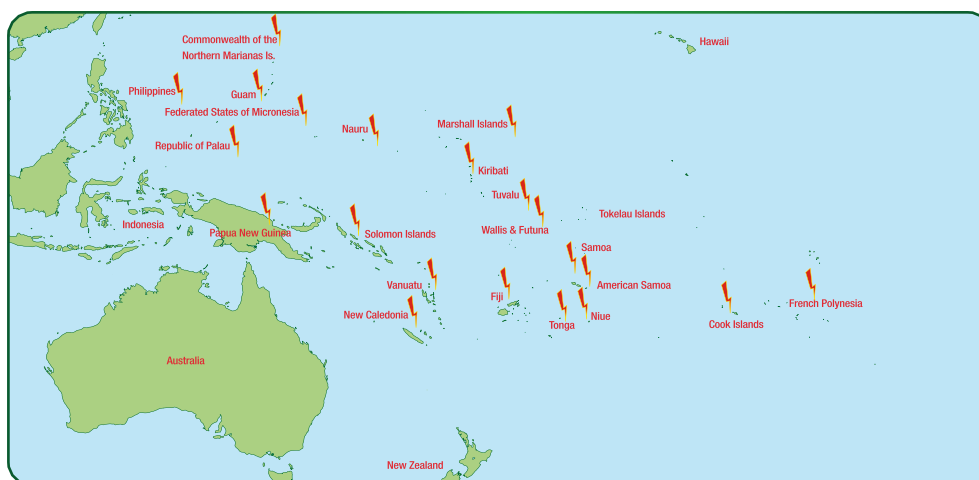 Commonwealth of the
Northern Marianas Is.
Hawaii
Philippines
Guam
Federated States of Micronesia
Nauru
Marshall Islands
Republic of Palau
Kiribati
Tuvalu
Tokelau Islands
Indonesia
Papua New Guinea
Solomon Islands
Wallis & Futuna
Samoa
Vanuatu
American Samoa
Fiji
French Polynesia
New Caledonia
Niue
Tonga
Cook Islands
Australia
New Zealand